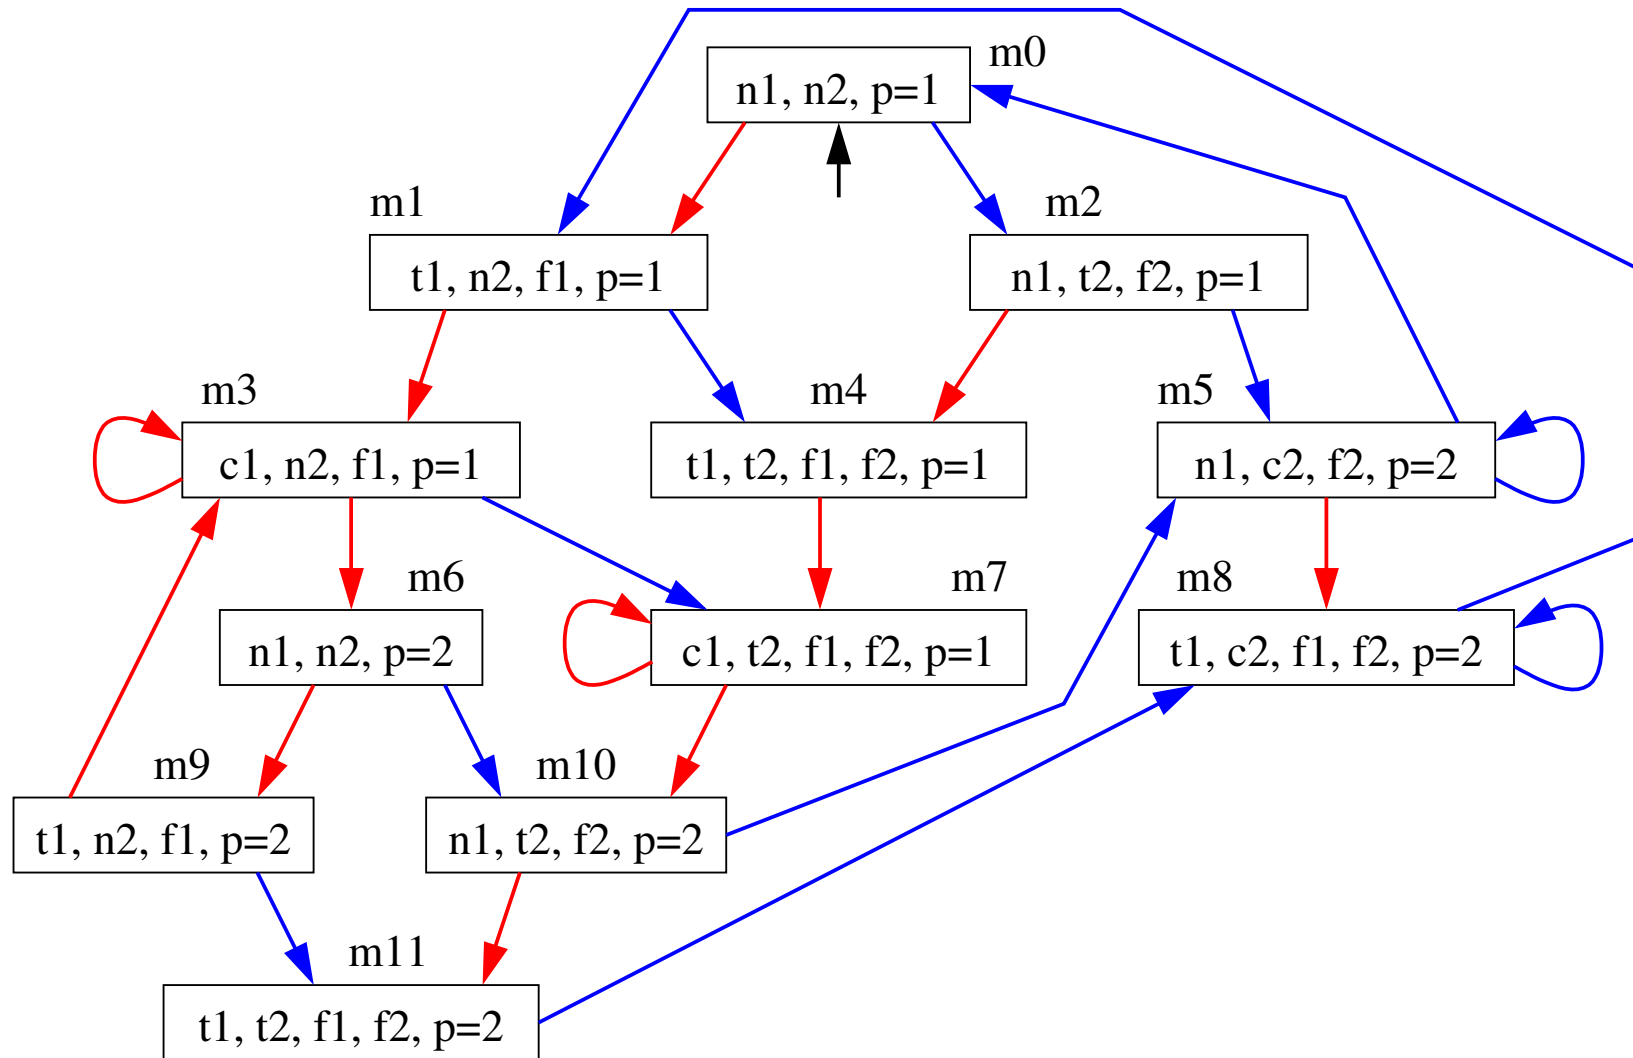 m0
n1, n2, p=1
m1
m2
t1, n2, f1, p=1
n1, t2, f2, p=1
m3
m4
m5
c1, n2, f1, p=1
t1, t2, f1, f2, p=1
n1, c2, f2, p=2
m6
m7
m8
n1, n2, p=2
c1, t2, f1, f2, p=1
t1, c2, f1, f2, p=2
m9
m10
t1, n2, f1, p=2
n1, t2, f2, p=2
m11
t1, t2, f1, f2, p=2